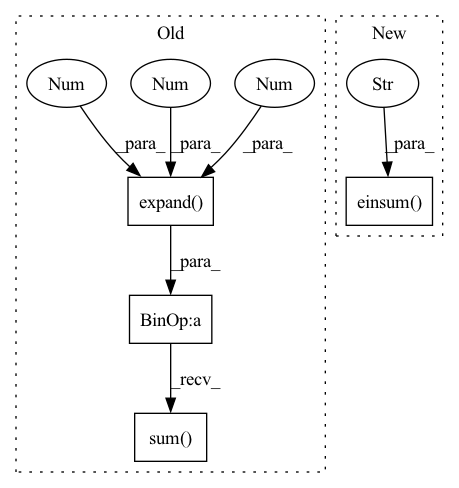 Old
New
Num
Num
Num
Str
_para_
_para_
_para_
_para_
expand()
einsum()
_para_
BinOp:a
_recv_
sum()